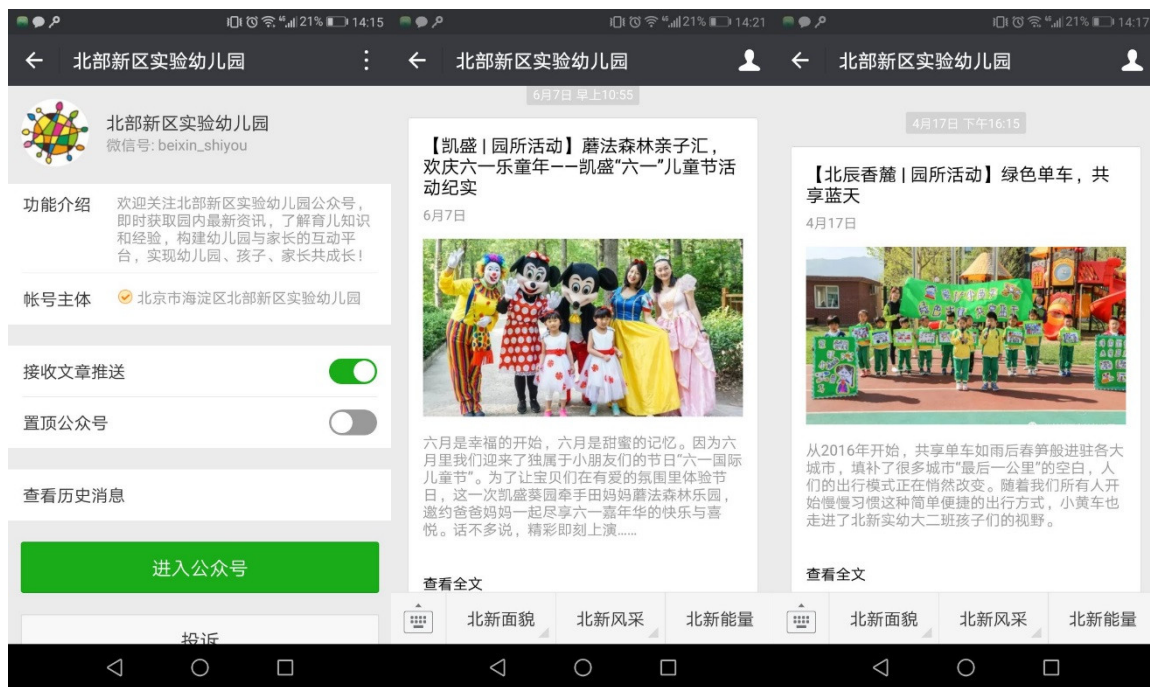 21% 14:15
北部新区实验幼儿园
北部新区实验幼儿园
微信号: beixin_shiyou
功能介绍
欢迎关注北部新区实验幼儿园公众号，
即时获取园内最新资讯，了解育儿知识
和经验，构建幼儿园与家长的互动平
台，实现幼儿园、孩子、家长共成长！
帐号主体
北京市海淀区北部新区实验幼儿园
接收文章推送
置顶公众号
查看历史消息
进入公众号
投诉
21% 14:21
北部新区实验幼儿园
6月7日 早上10:55
【凯盛 | 园所活动】蘑法森林亲子汇，
欢庆六一乐童年——凯盛“六一”儿童节活
动纪实
6月7日
六月是幸福的开始，六月是甜蜜的记忆。因为六
月里我们迎来了独属于小朋友们的节日“六一国际
儿童节”。为了让宝贝们在有爱的氛围里体验节
日，这一次凯盛葵园牵手田妈妈蘑法森林乐园，
邀约爸爸妈妈一起尽享六一嘉年华的快乐与喜
悦。话不多说，精彩即刻上演……
查看全文
北新面貌
北新风采
北新能量
21% 14:17
北部新区实验幼儿园
4月17日 下午16:15
【北辰香麓 | 园所活动】绿色单车，共
享蓝天
4月17日
从2016年开始，共享单车如雨后春笋般进驻各大
城市，填补了很多城市“最后一公里”的空白，人
们的出行模式正在悄然改变。随着我们所有人开
始慢慢习惯这种简单便捷的出行方式，小黄车也
走进了北新实幼大二班孩子们的视野。
查看全文
北新面貌
北新风采
北新能量